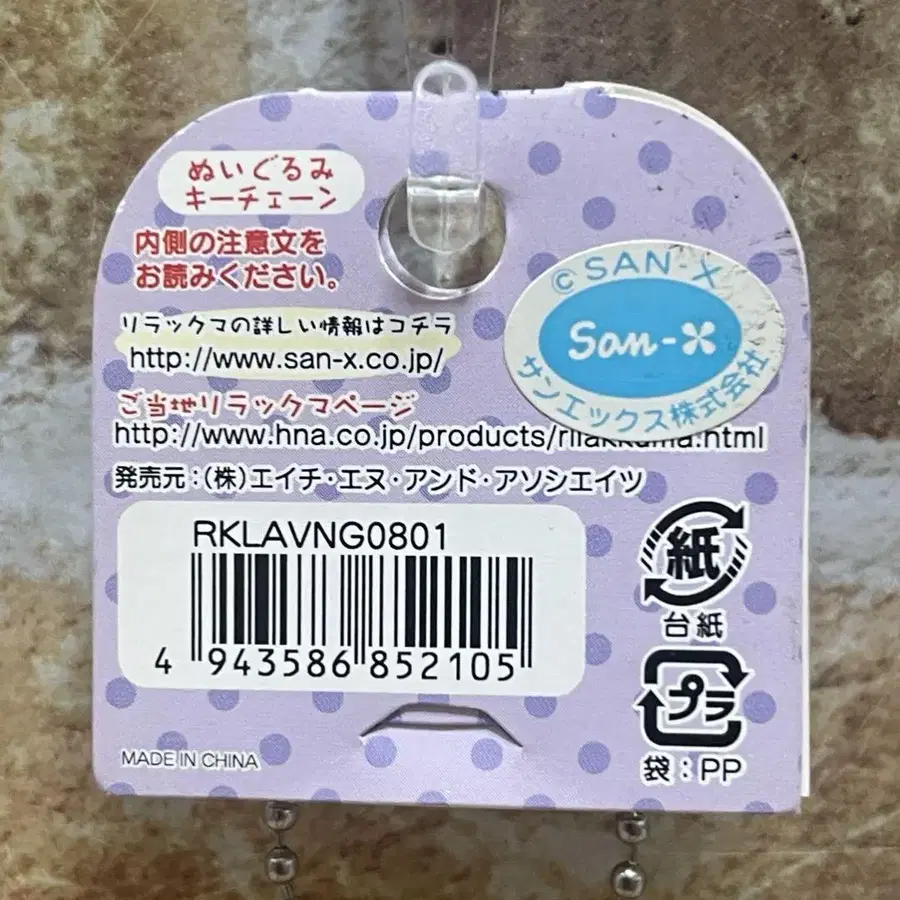 ぬいぐるみ
キーチェーン
内側の注意文を
お読みください。
リラックマの詳しい情報はコチラ
http://www.san-x.co.jp/
© SAN-X
San-X
サンエックス株式会社
ご当地リラックマページ
http://www.hna.co.jp/products/rilakkuma.html
発売元:(株)エイチ・エヌ・アンド・アソシエイツ
RKLAVNG0801
4 943586 852105
紙
台紙
プラ
袋:PP
MADE IN CHINA